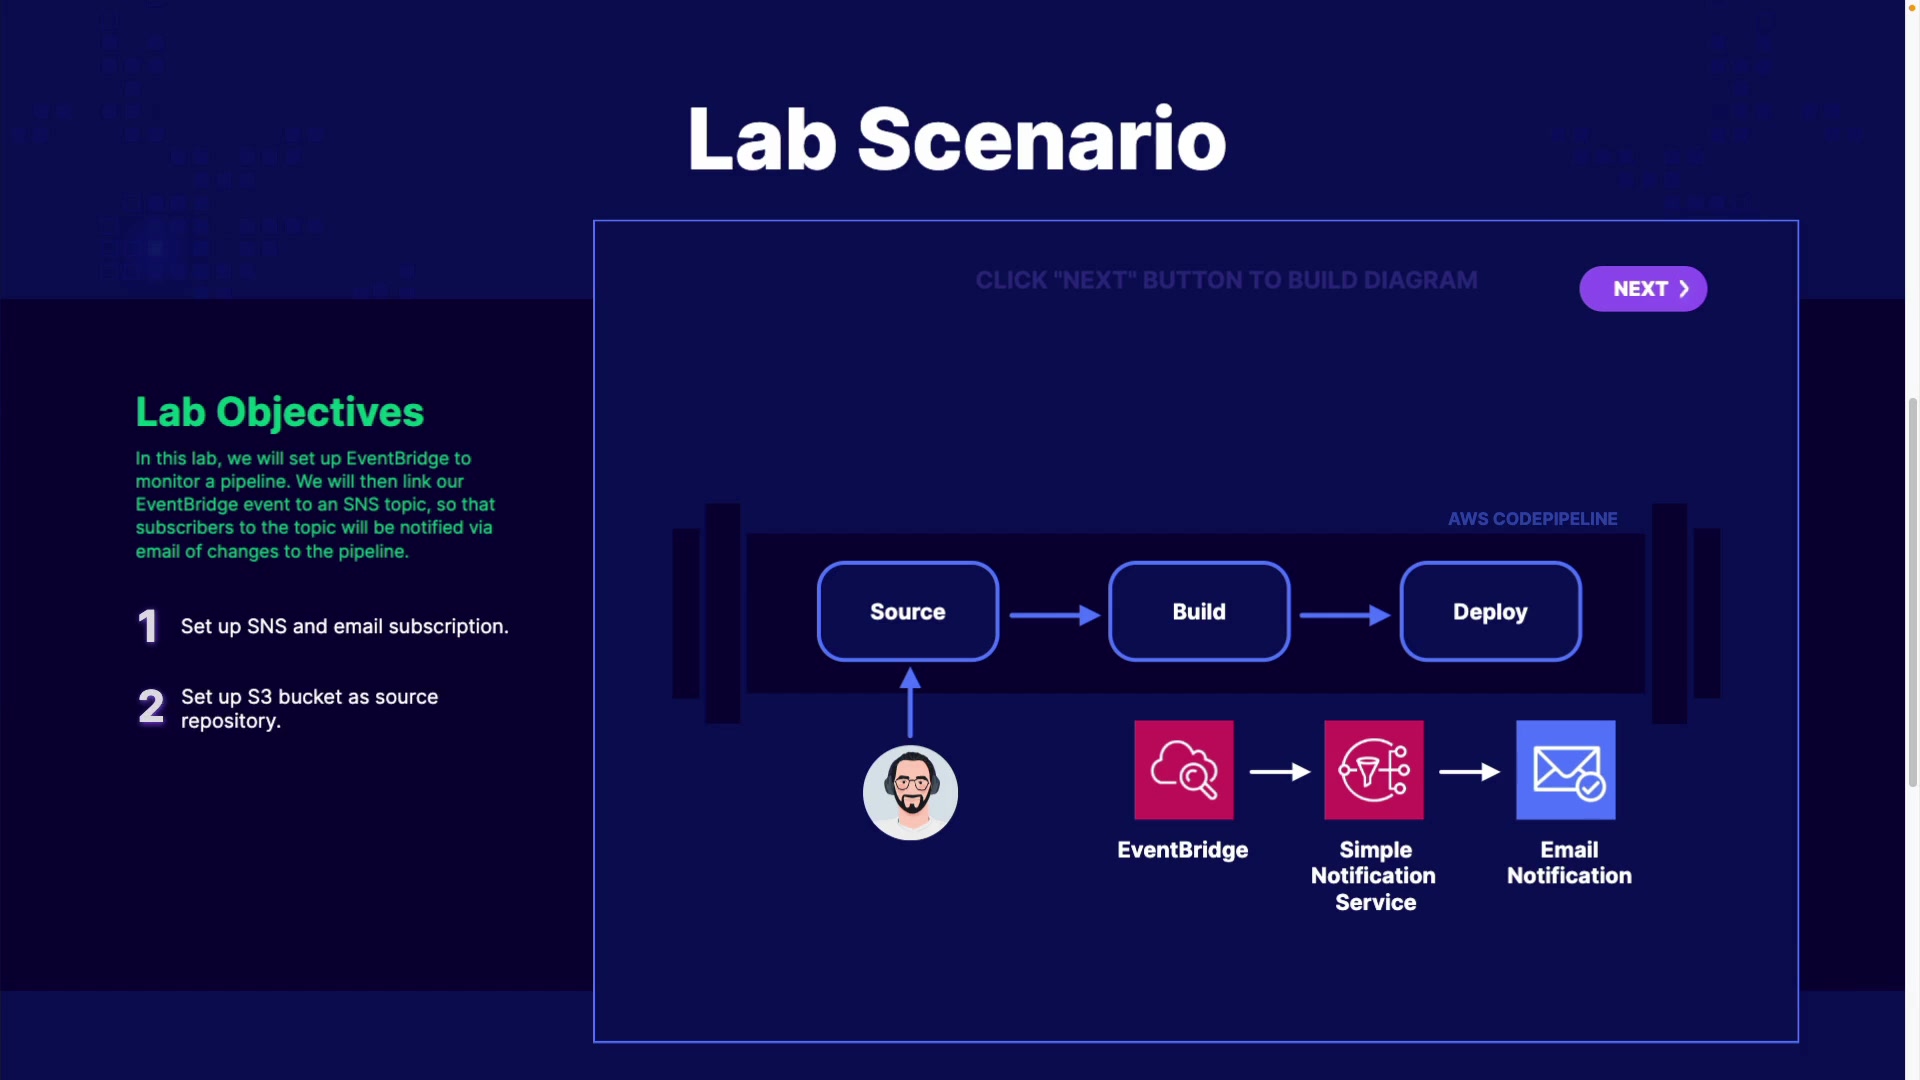 Lab Scenario
CLICK "NEXT" BUTTON TO BUILD DIAGRAM
NEXT
Lab Objectives
In this lab, we will set up EventBridge to
monitor a pipeline. We will then link our
EventBridge event to an SNS topic, so that
subscribers to the topic will be notified via
email of changes to the pipeline.
1 Set up SNS and email subscription.
2 Set up S3 bucket as source
repository.
AWS CODEPIPELINE
Source
Build
Deploy
EventBridge
Simple
Notification
Service
Email
Notification